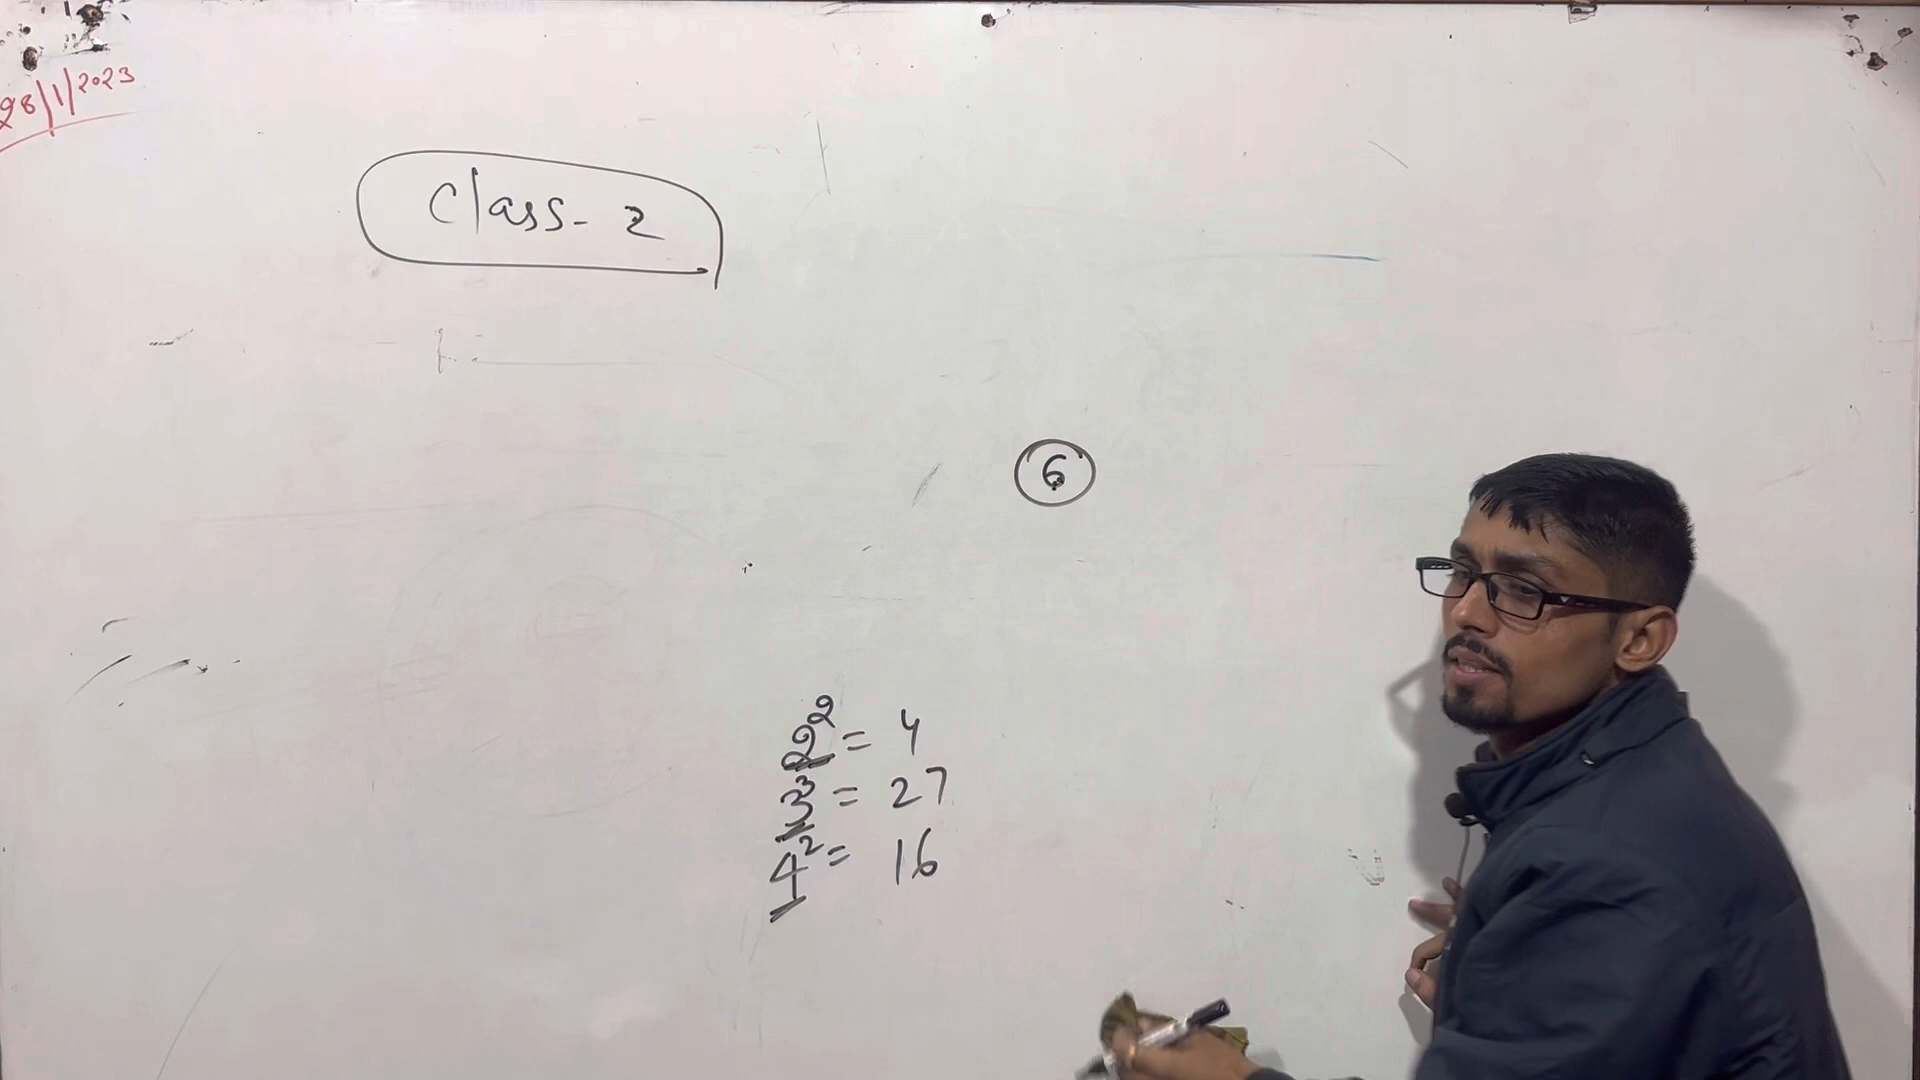 28/1/2023
Class-2
6
2² = 4
3³ = 27
4² = 16